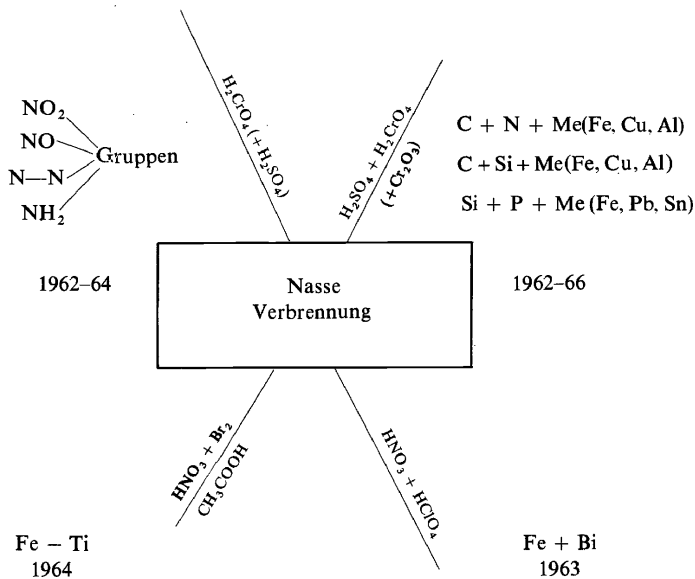 H₂CrO₄ (+H₂SO₄)
H₂SO₄ + H₂CrO₄
(+Cr₂O₃)
NO₂
NO
N—N
NH₂
Gruppen
C + N + Me(Fe, Cu, Al)
C + Si + Me(Fe, Cu, Al)
Si + P + Me (Fe, Pb, Sn)
1962–64
Nasse
Verbrennung
1962–66
HNO₃ + Br₂
CH₃COOH
HNO₃ + HClO₄
Fe – Ti
1964
Fe + Bi
1963